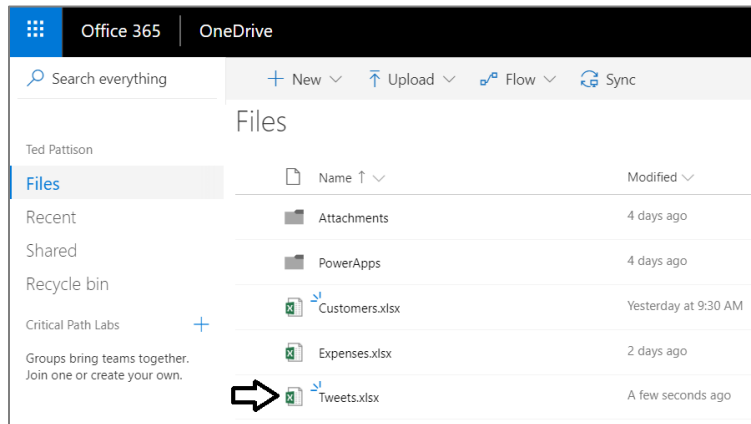 Office 365 OneDrive
Search everything
New Upload Flow Sync
Files
Ted Pattison
Files
Recent
Shared
Recycle bin
Critical Path Labs
Groups bring teams together.
Join one or create your own.
Name Modified
Attachments 4 days ago
PowerApps 4 days ago
Customers.xlsx Yesterday at 9:30 AM
Expenses.xlsx 2 days ago
Tweets.xlsx A few seconds ago